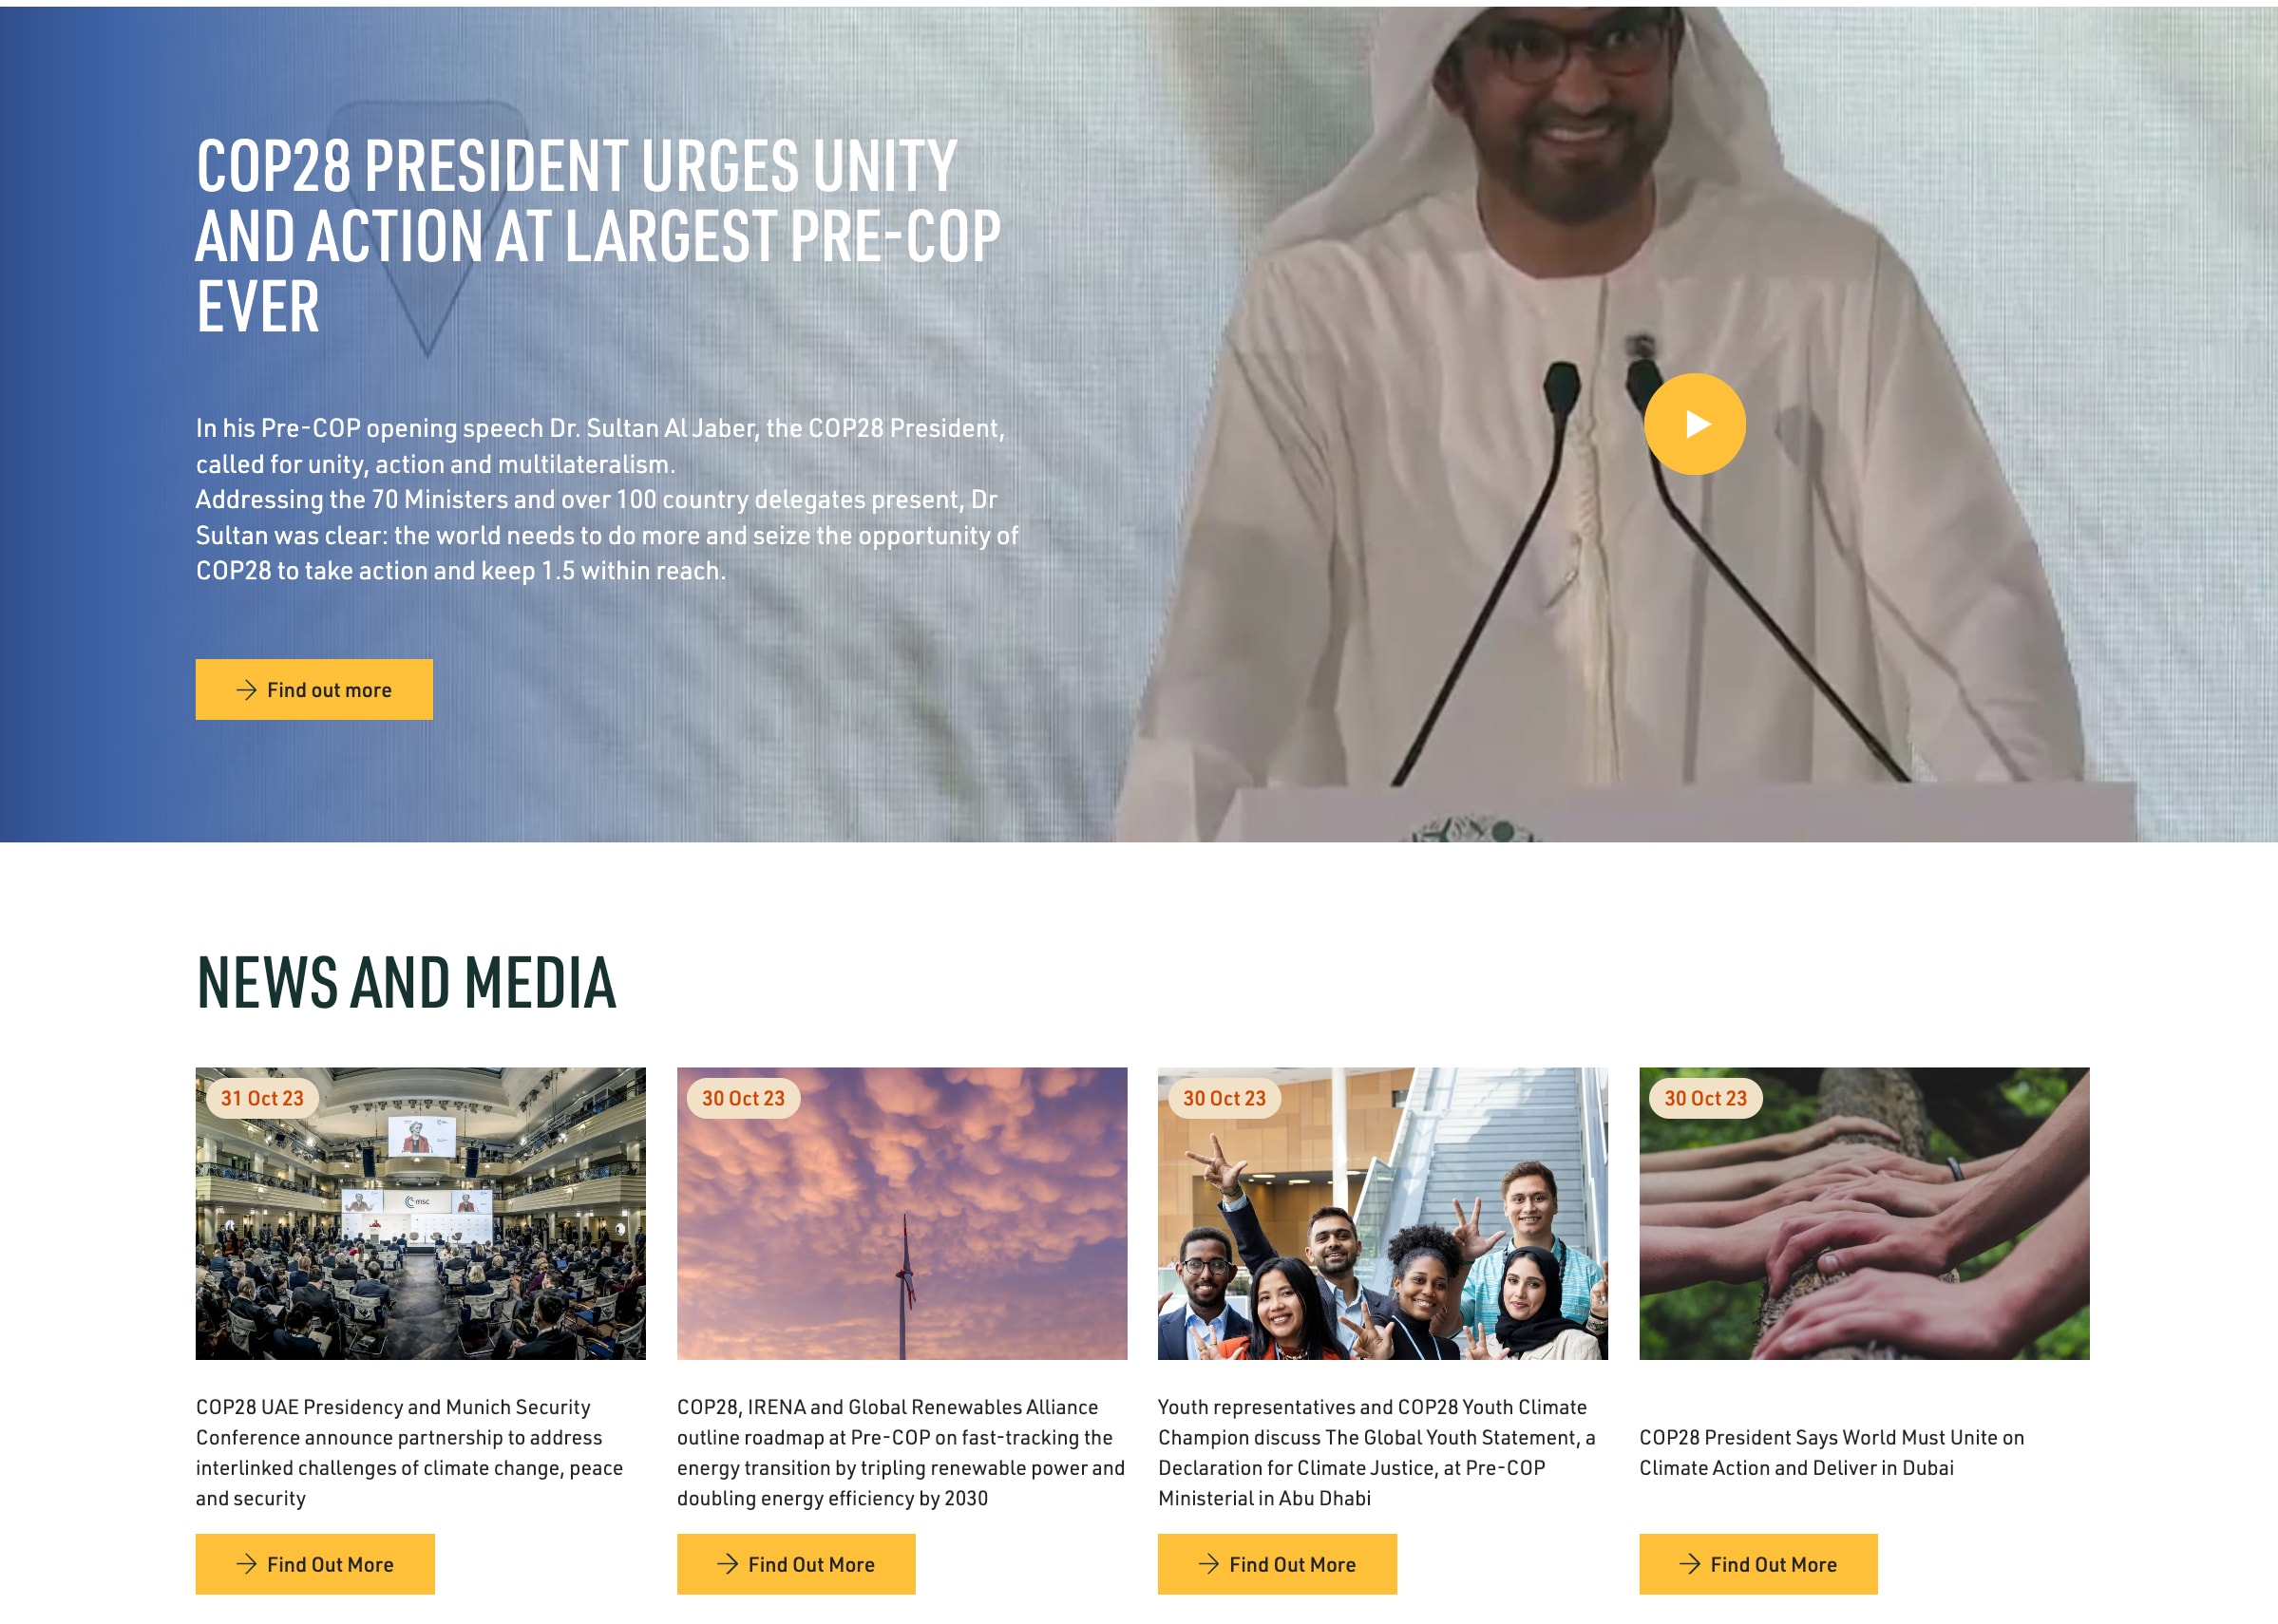 COP28 PRESIDENT URGES UNITY
AND ACTION AT LARGEST PRE-COP
EVER
In his Pre-COP opening speech Dr. Sultan Al Jaber, the COP28 President,
called for unity, action and multilateralism.
Addressing the 70 Ministers and over 100 country delegates present, Dr
Sultan was clear: the world needs to do more and seize the opportunity of
COP28 to take action and keep 1.5 within reach.
Find out more
NEWS AND MEDIA
31 Oct 23
msc
COP28 UAE Presidency and Munich Security
Conference announce partnership to address
interlinked challenges of climate change, peace
and security
Find Out More
30 Oct 23
COP28, IRENA and Global Renewables Alliance
outline roadmap at Pre-COP on fast-tracking the
energy transition by tripling renewable power and
doubling energy efficiency by 2030
Find Out More
30 Oct 23
Youth representatives and COP28 Youth Climate
Champion discuss The Global Youth Statement, a
Declaration for Climate Justice, at Pre-COP
Ministerial in Abu Dhabi
Find Out More
30 Oct 23
COP28 President Says World Must Unite on
Climate Action and Deliver in Dubai
Find Out More